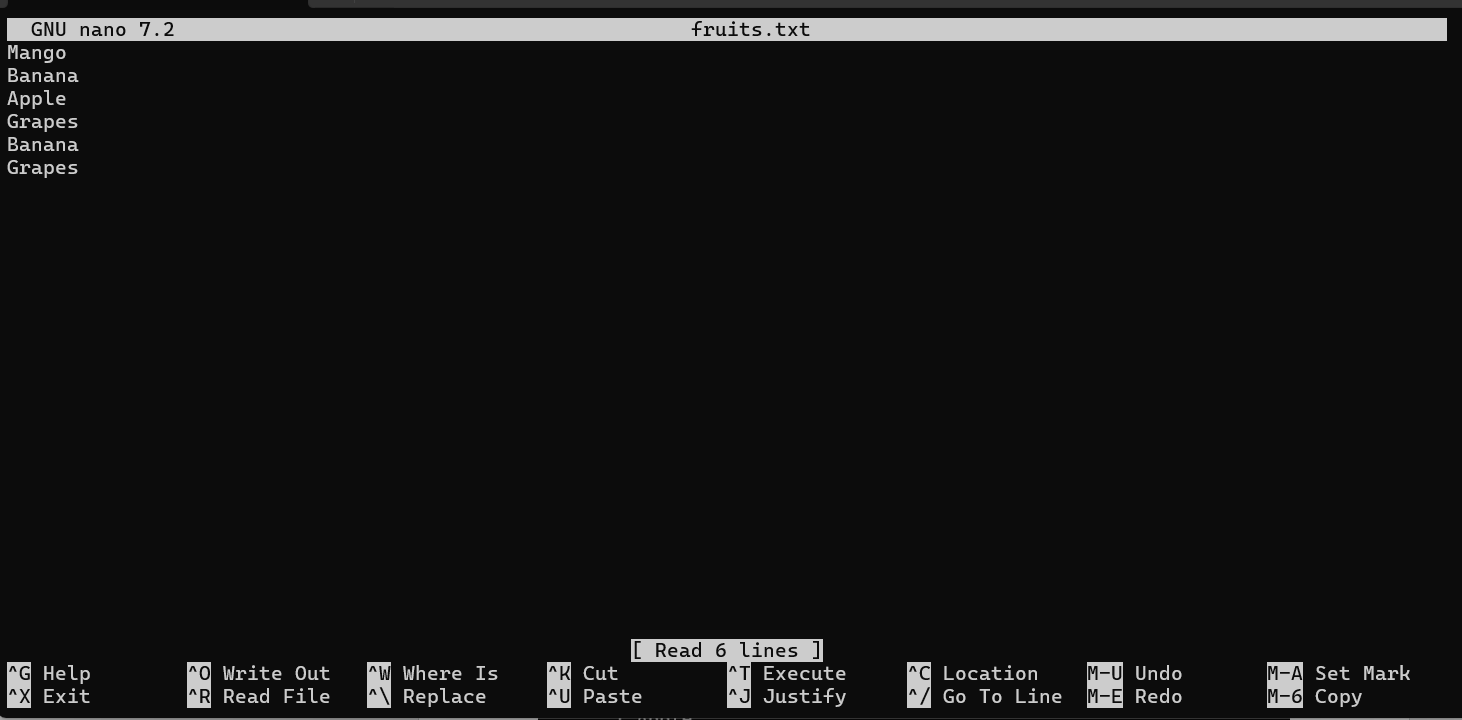 GNU nano 7.2 fruits.txt
Mango
Banana
Apple
Grapes
Banana
Grapes
[ Read 6 lines ]
^G Help ^O Write Out ^W Where Is ^K Cut ^T Execute ^C Location M-U Undo M-A Set Mark
^X Exit ^R Read File ^\ Replace ^U Paste ^J Justify ^/ Go To Line M-E Redo M-6 Copy